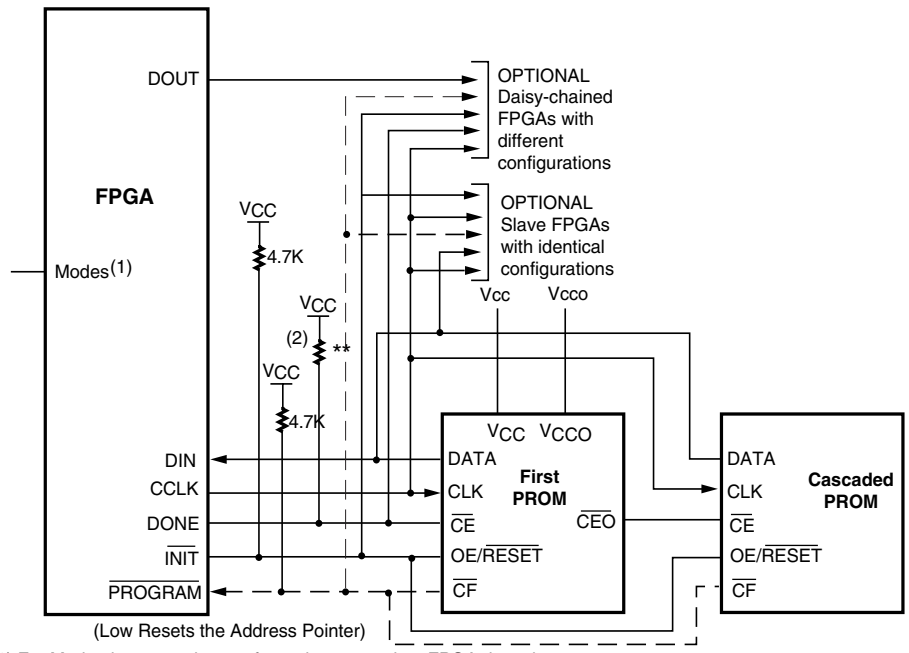 DOUT
OPTIONAL
Daisy-chained
FPGAs with
different
configurations
FPGA
OPTIONAL
Slave FPGAs
with identical
configurations
VCC
4.7K
Modes(1)
VCC
(2)
**
VCC
4.7K
Vcc
Vcco
VCC
VCCO
DIN
CCLK
DONE
INIT
PROGRAM
DATA
CLK
CE
OE/RESET
CF
First
PROM
CEO
DATA
CLK
CE
OE/RESET
CF
Cascaded
PROM
(Low Resets the Address Pointer)